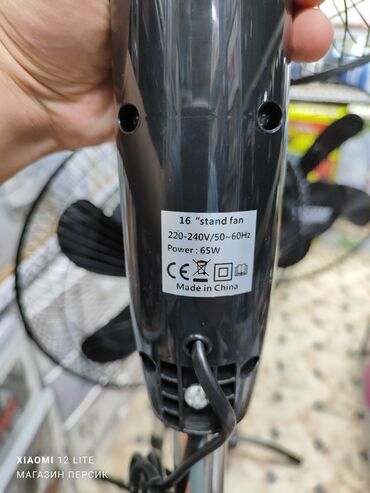 16 "stand fan
220-240V/50~60Hz
Power : 65W
CE
Made in China
XIAOMI 12 LITE
МАГАЗИН ПЕРСИК